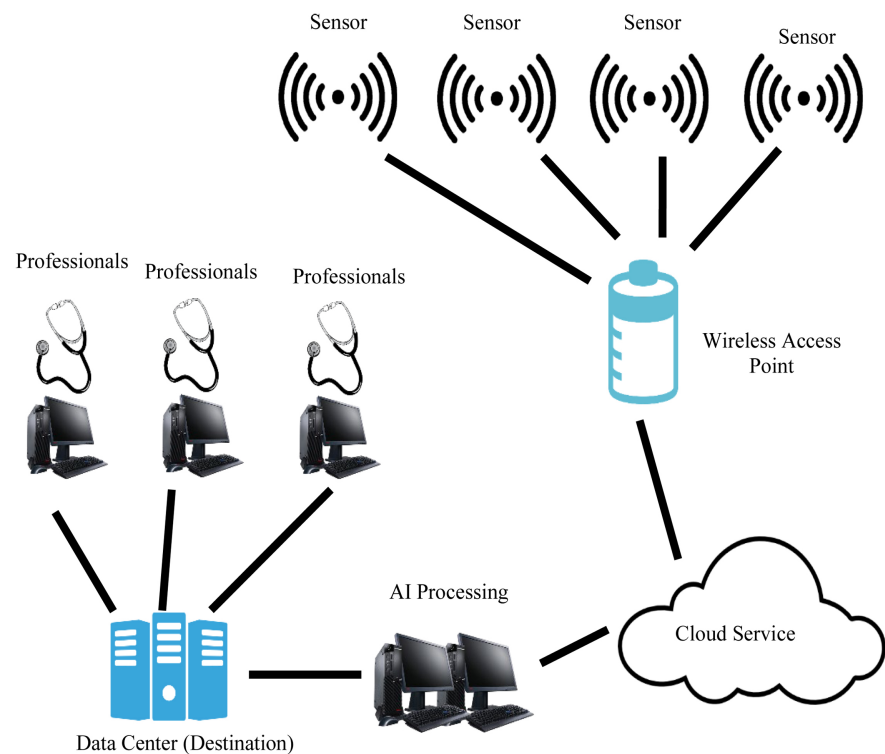 Sensor
Sensor
Sensor
Sensor
Professionals
Professionals
Professionals
Wireless Access
Point
AI Processing
Cloud Service
Data Center (Destination)